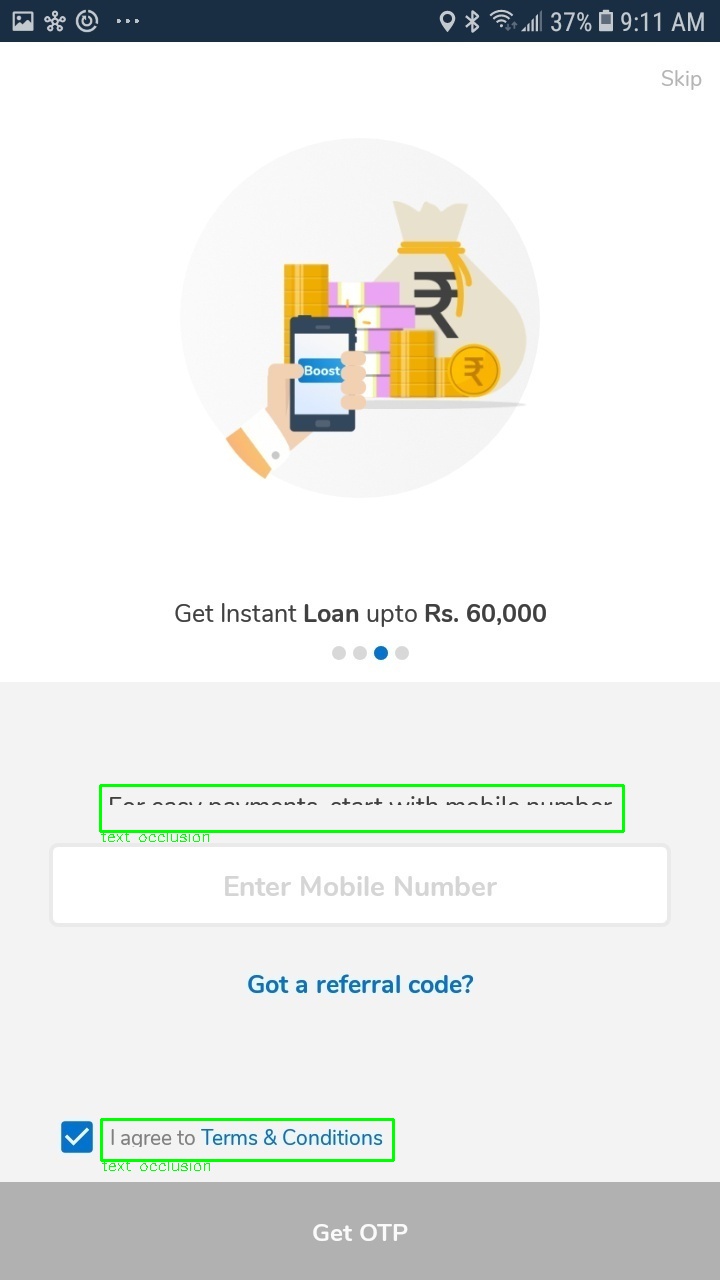 37% 9:11 AM
Skip
Boost
Get Instant Loan upto Rs. 60,000
For easy payments, start with mobile number
text occlusion
Enter Mobile Number
Got a referral code?
I agree to Terms & Conditions
text occlusion
Get OTP